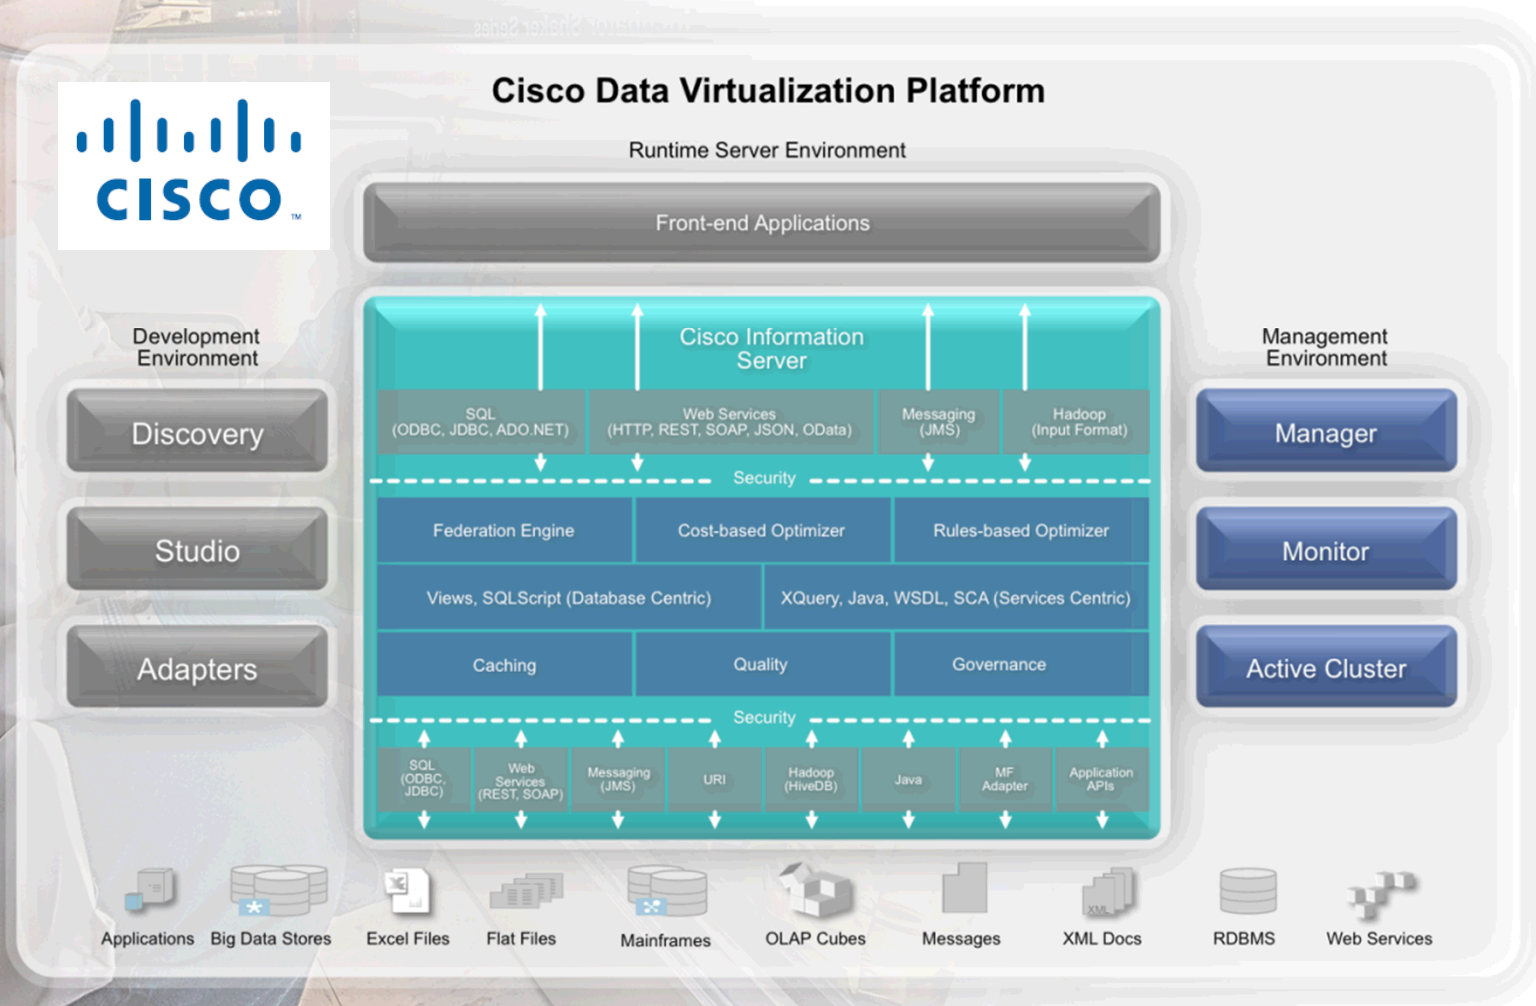 Cisco Data Virtualization Platform
CISCO
TM
Runtime Server Environment
Front-end Applications
Development
Environment
Discovery
Studio
Adapters
Cisco Information
Server
SQL
(ODBC, JDBC, ADO.NET)
Web Services
(HTTP, REST, SOAP, JSON, OData)
Messaging
(JMS)
Hadoop
(Input Format)
Security
Federation Engine
Cost-based Optimizer
Rules-based Optimizer
Views, SQLScript (Database Centric)
XQuery, Java, WSDL, SCA (Services Centric)
Caching
Quality
Governance
Security
SQL
(ODBC,
JDBC)
Web
Services
(REST, SOAP)
Messaging
(JMS)
URI
Hadoop
(HiveDB)
Java
MF
Adapter
Application
APIs
Management
Environment
Manager
Monitor
Active Cluster
XML
Applications
Big Data Stores
Excel Files
Flat Files
Mainframes
OLAP Cubes
Messages
XML Docs
RDBMS
Web Services